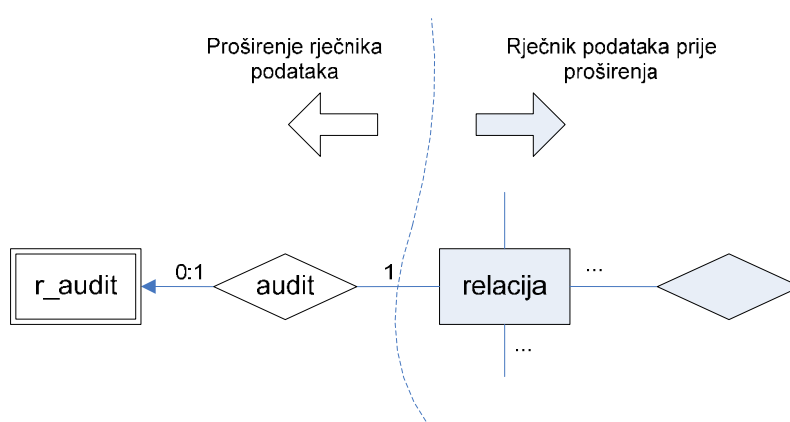 Proširenje rječnika
podataka
Rječnik podataka prije
proširenja
r_audit
0:1
audit
1
relacija
...
...